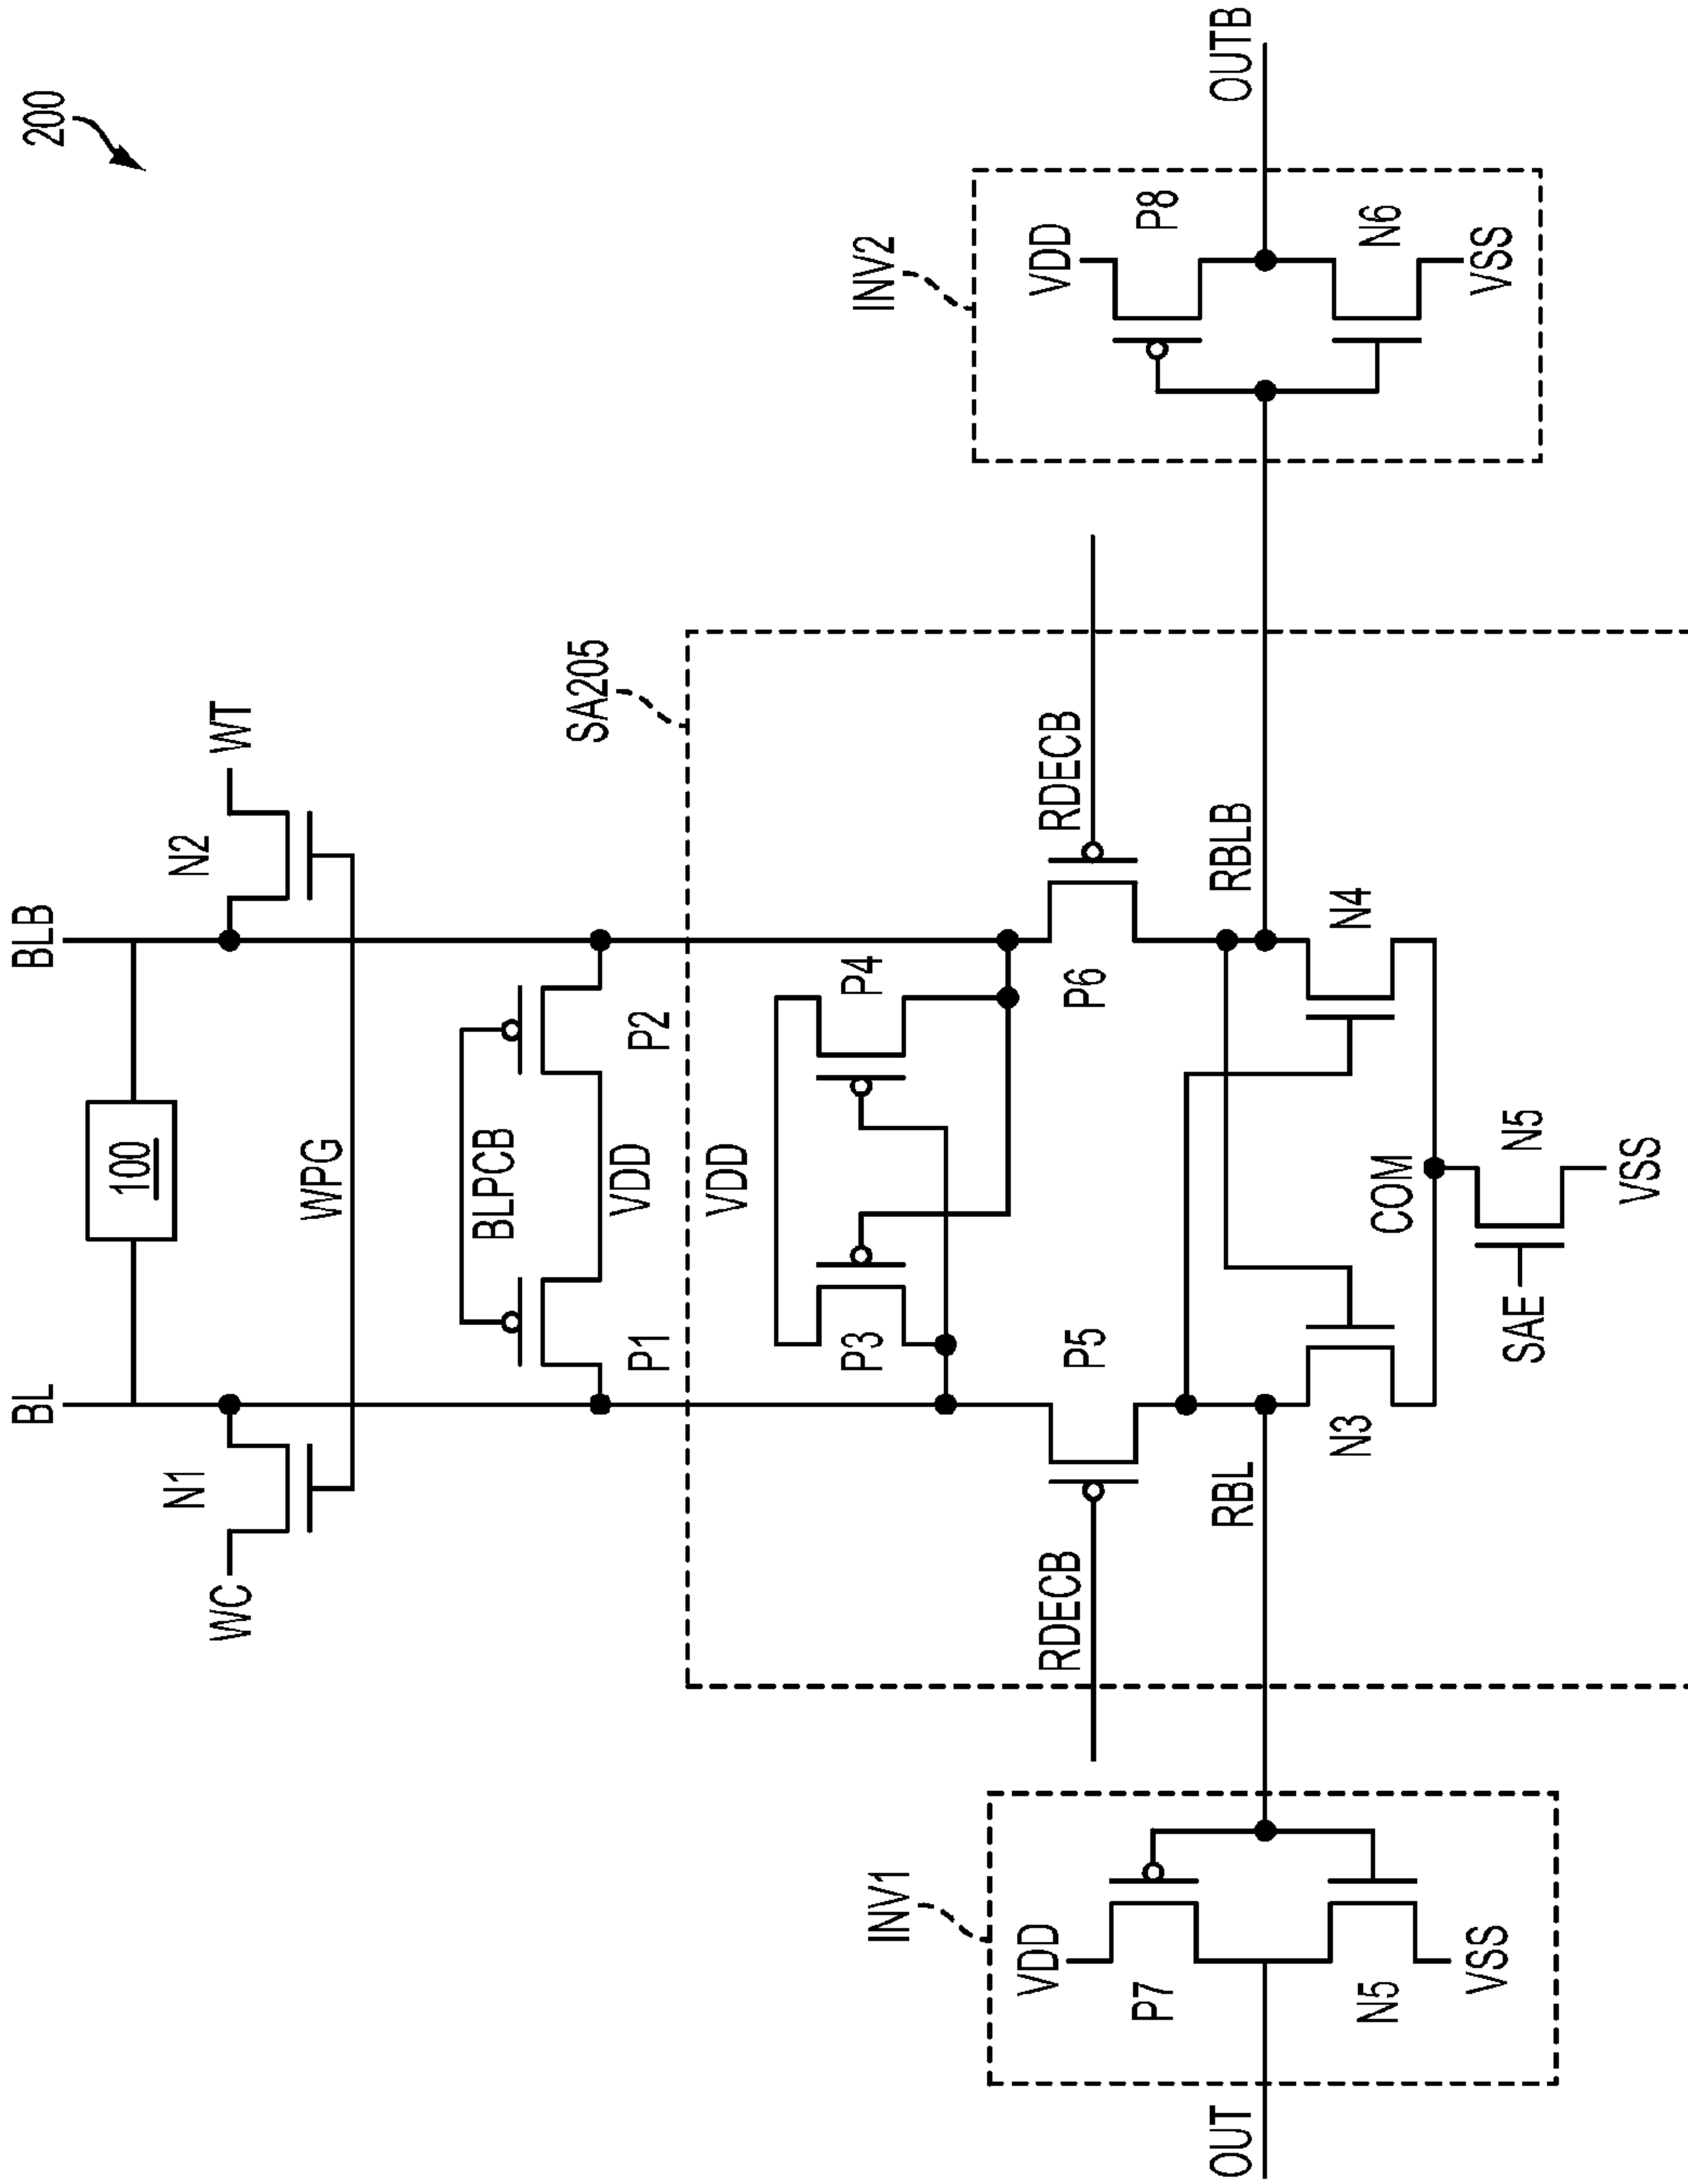 200
BL
BLB
100
WC
N1
N2
WT
WPG
BLPCB
P1
VDD
P2
SA205
VDD
P3
P4
RDECB
P5
P6
RDECB
RBL
RBLB
N3
N4
COM
SAE
N5
VSS
INV1
VDD
P7
N5
VSS
OUT
INV2
VDD
P8
N6
VSS
OUTB